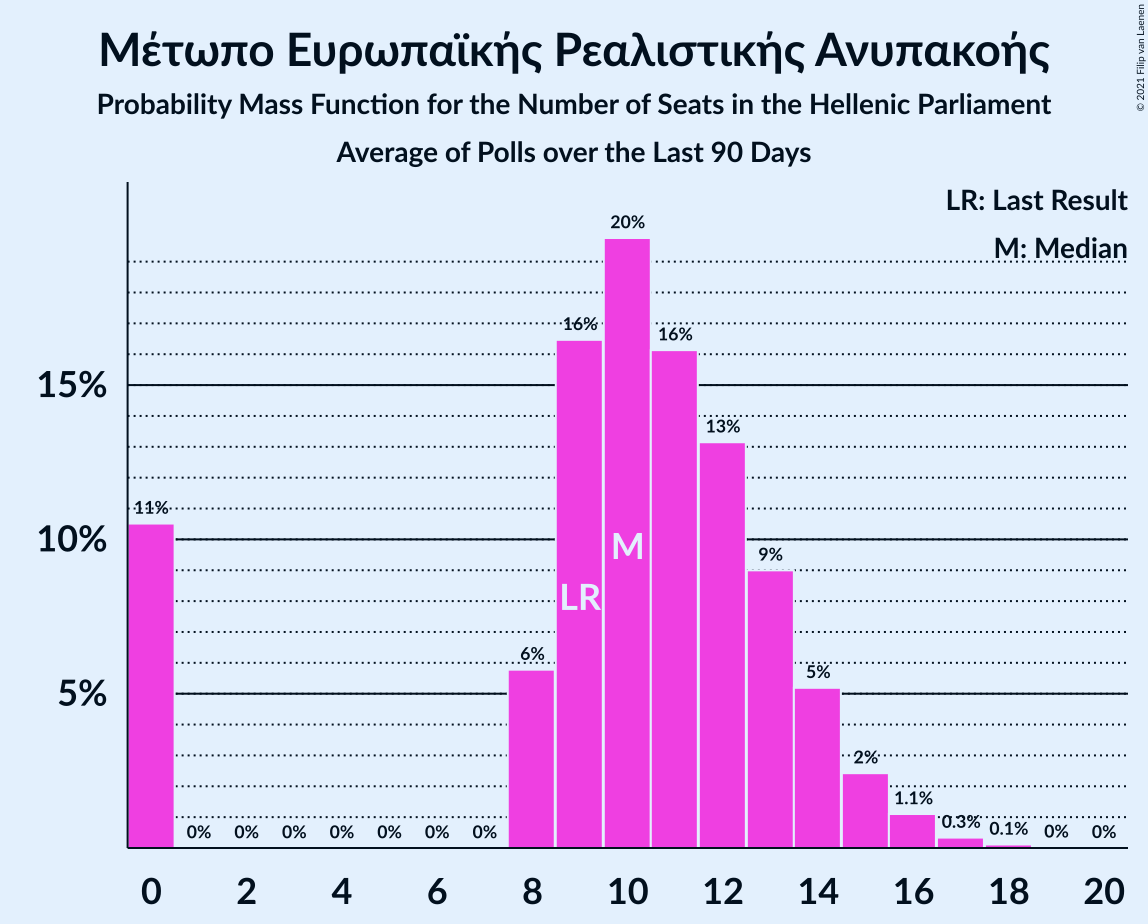 Μέτωπο Ευρωπαϊκής Ρεαλιστικής Ανυπακοής
Probability Mass Function for the Number of Seats in the Hellenic Parliament
Average of Polls over the Last 90 Days
© 2021 Filip van Laenen
LR: Last Result
M: Median
20%
16%
16%
15%
13%
11%
10%
M
9%
LR
6%
5%
5%
2%
1.1%
0.3%
0.1%
0% 0% 0% 0% 0% 0% 0% 0% 0%
0 2 4 6 8 10 12 14 16 18 20